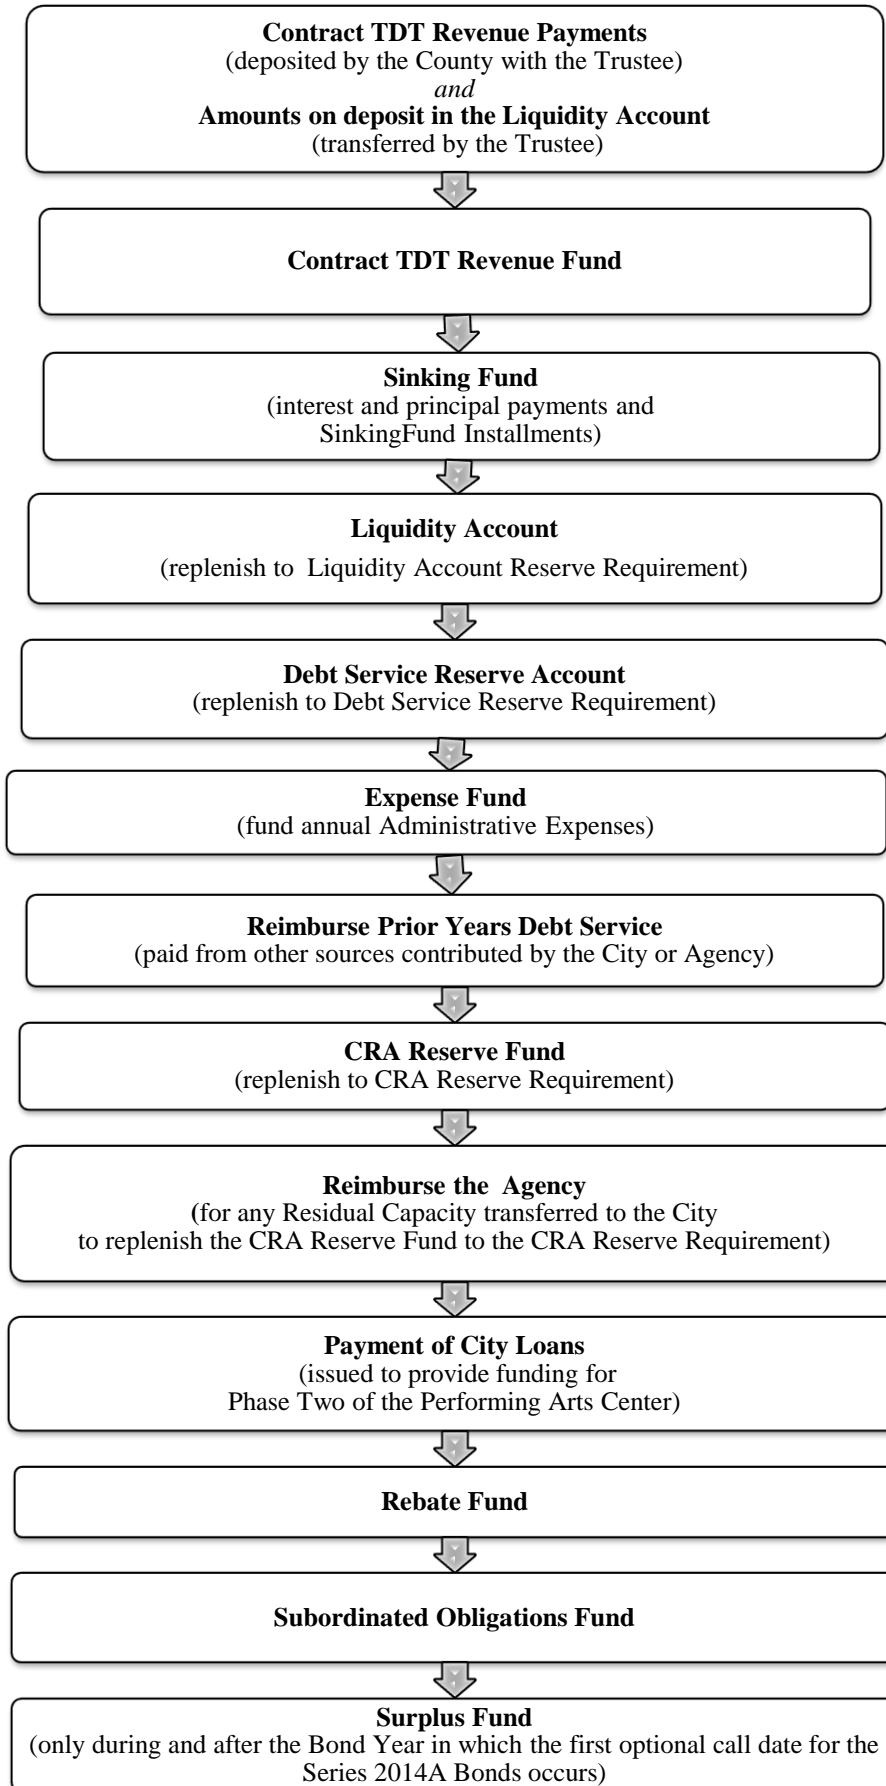 Contract TDT Revenue Payments
(deposited by the County with the Trustee)
and
Amounts on deposit in the Liquidity Account
(transferred by the Trustee)
Contract TDT Revenue Fund
Sinking Fund
(interest and principal payments and
SinkingFund Installments)
Liquidity Account
(replenish to Liquidity Account Reserve Requirement)
Debt Service Reserve Account
(replenish to Debt Service Reserve Requirement)
Expense Fund
(fund annual Administrative Expenses)
Reimburse Prior Years Debt Service
(paid from other sources contributed by the City or Agency)
CRA Reserve Fund
(replenish to CRA Reserve Requirement)
Reimburse the Agency
(for any Residual Capacity transferred to the City
to replenish the CRA Reserve Fund to the CRA Reserve Requirement)
Payment of City Loans
(issued to provide funding for
Phase Two of the Performing Arts Center)
Rebate Fund
Subordinated Obligations Fund
Surplus Fund
(only during and after the Bond Year in which the first optional call date for the
Series 2014A Bonds occurs)